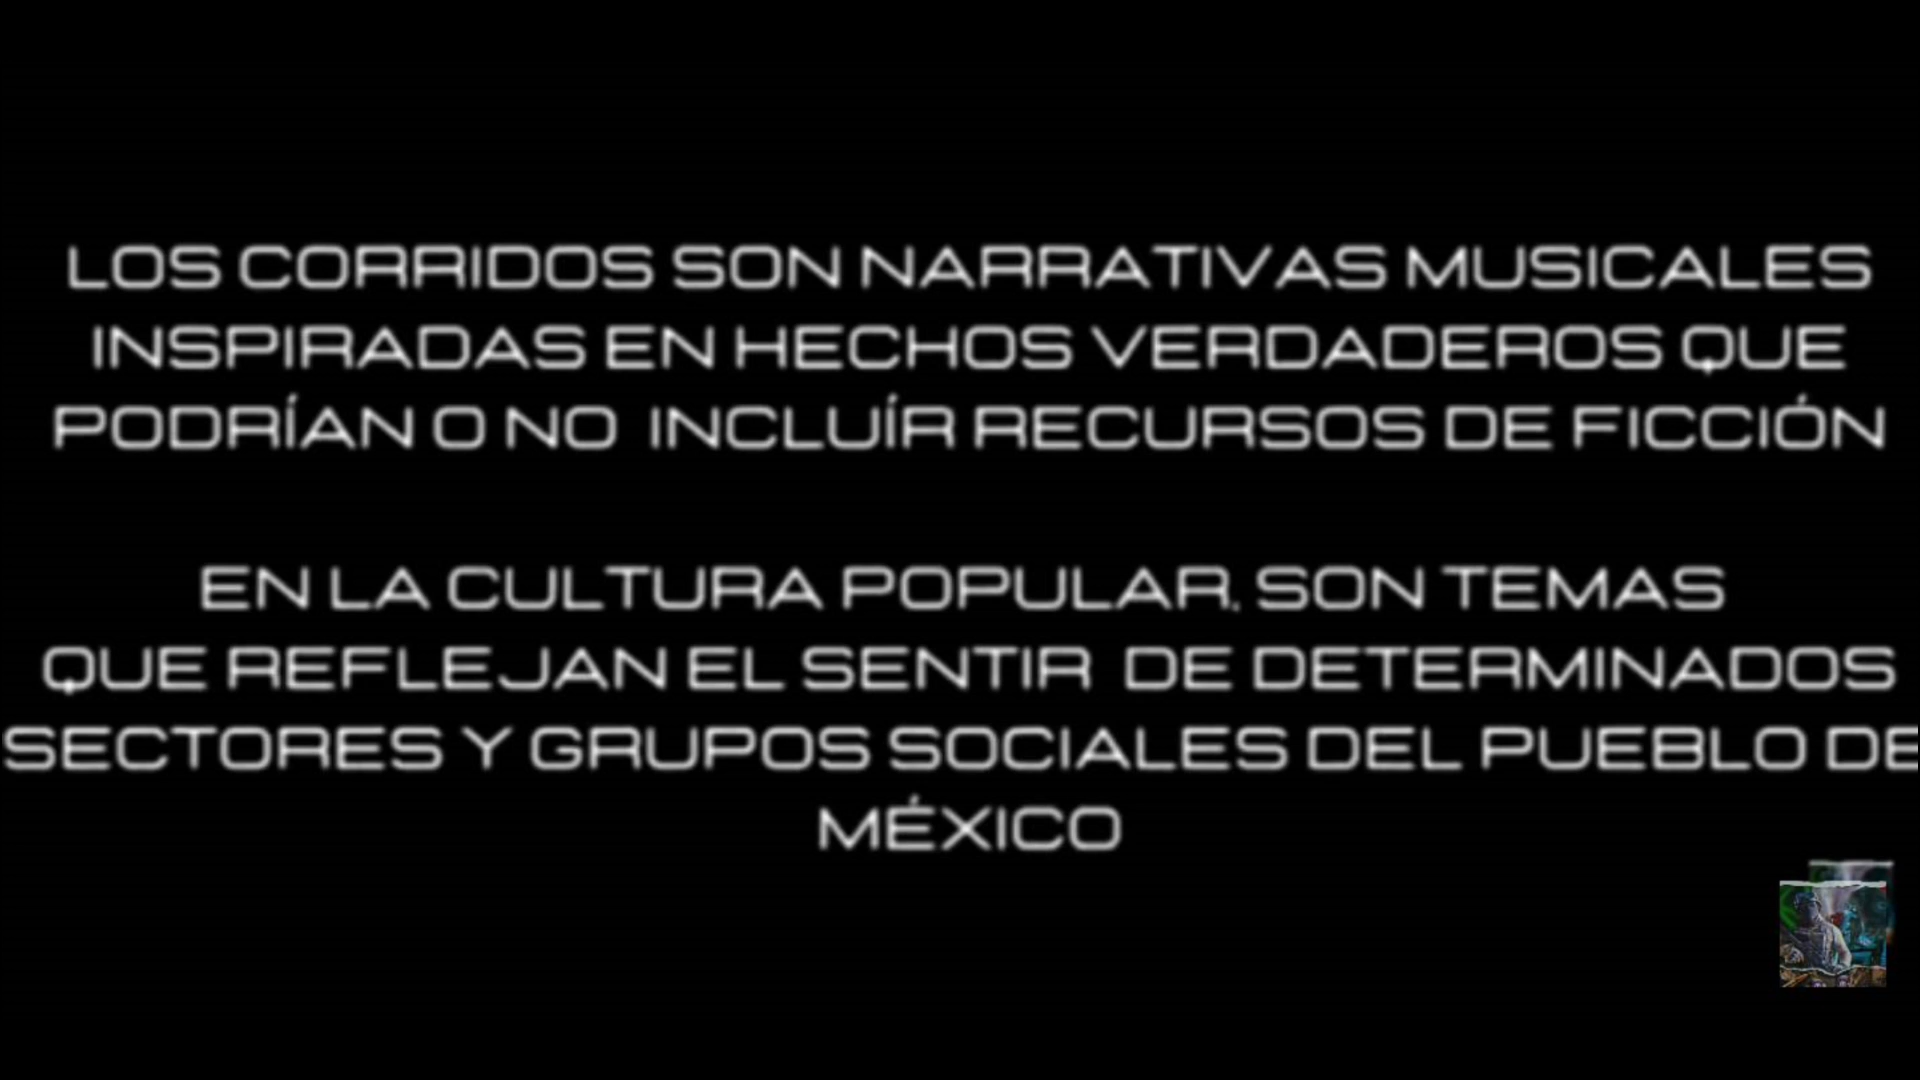 LOS CORRIDOS SON NARRATIVAS MUSICALES
INSPIRADAS EN HECHOS VERDADEROS QUE
PODRÍAN O NO INCLUÍR RECURSOS DE FICCIÓN
EN LA CULTURA POPULAR, SON TEMAS
QUE REFLEJAN EL SENTIR DE DETERMINADOS
SECTORES Y GRUPOS SOCIALES DEL PUEBLO DE
MÉXICO